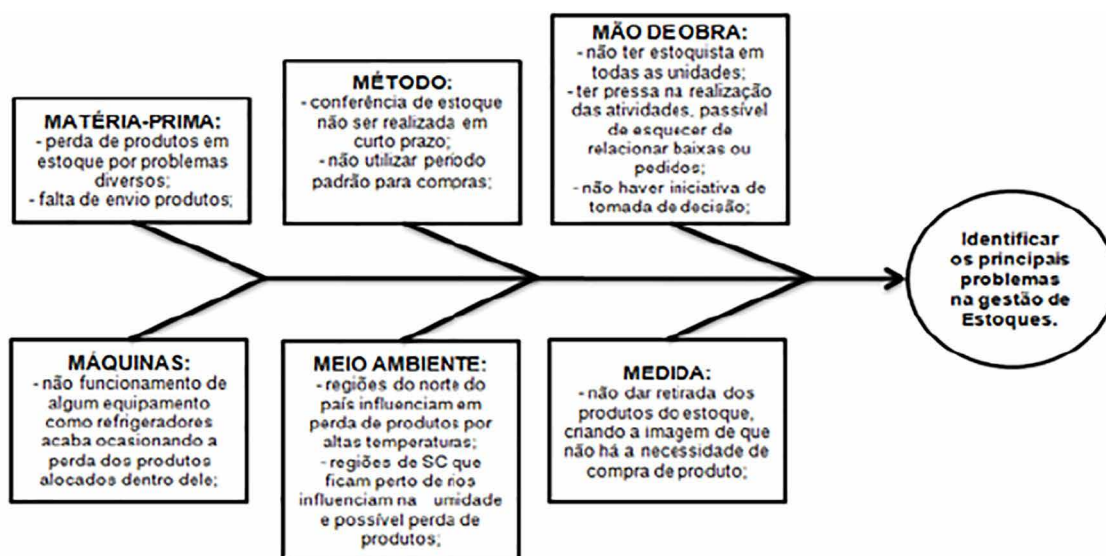 MATÉRIA-PRIMA:
- perda de produtos em
estoque por problemas
diversos;
- falta de envio produtos;
MÉTODO:
- conferência de estoque
não ser realizada em
curto prazo;
- não utilizar período
padrão para compras;
MÃO DE OBRA:
- não ter estoquista em
todas as unidades;
- ter pressa na realização
das atividades, passível
de esquecer de
relacionar baixas ou
pedidos;
- não haver iniciativa de
tomada de decisão;
Identificar
os principais
problemas
na gestão de
Estoques.
MÁQUINAS:
- não funcionamento de
algum equipamento
como refrigeradores
acaba ocasionando a
perda dos produtos
alocados dentro dele;
MEIO AMBIENTE:
- regiões do norte do
país influenciam em
perda de produtos por
altas temperaturas;
- regiões de SC que
ficam perto de rios
influenciam na umidade
e possível perda de
produtos;
MEDIDA:
- não dar retirada dos
produtos do estoque,
criando a imagem de que
não há a necessidade de
compra de produto;